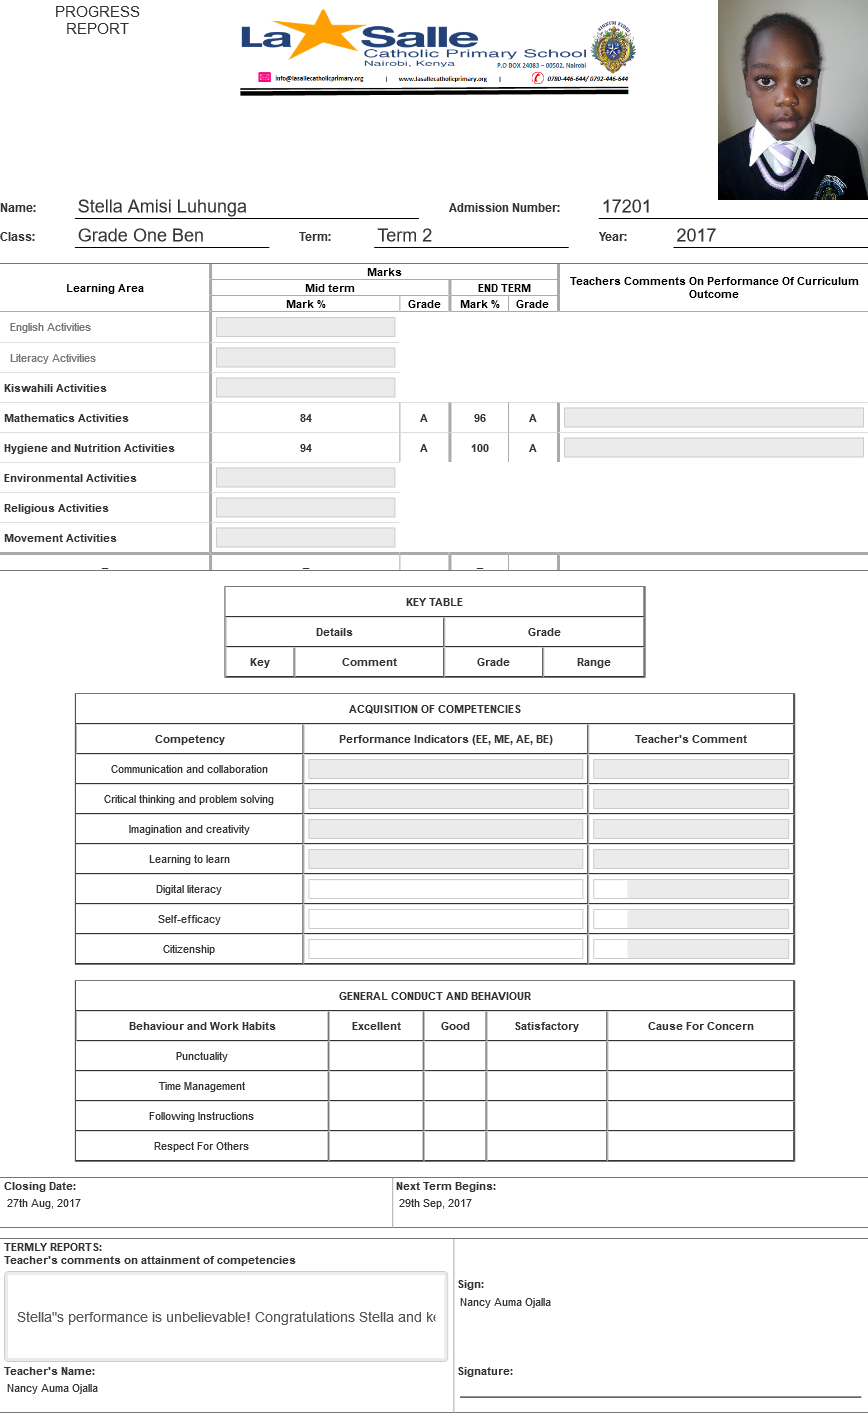 PROGRESS
REPORT
La Salle
Catholic Primary School
Nairobi, Kenya
P.O BOX 24083 – 00502, Nairobi
info@lasallecatholicprimary.org | www.lasallecatholicprimary.org | 0780-446-644/ 0792-446-644
Name: Stella Amisi Luhunga Admission Number: 17201
Class: Grade One Ben Term: Term 2 Year: 2017
Learning Area Marks Teachers Comments On Performance Of Curriculum Outcome
Mid term END TERM
Mark % Grade Mark % Grade
English Activities
Literacy Activities
Kiswahili Activities
Mathematics Activities 84 A 96 A
Hygiene and Nutrition Activities 94 A 100 A
Environmental Activities
Religious Activities
Movement Activities
_ _ _
KEY TABLE
Details Grade
Key Comment Grade Range
ACQUISITION OF COMPETENCIES
Competency Performance Indicators (EE, ME, AE, BE) Teacher's Comment
Communication and collaboration
Critical thinking and problem solving
Imagination and creativity
Learning to learn
Digital literacy
Self-efficacy
Citizenship
GENERAL CONDUCT AND BEHAVIOUR
Behaviour and Work Habits Excellent Good Satisfactory Cause For Concern
Punctuality
Time Management
Following Instructions
Respect For Others
Closing Date: Next Term Begins:
27th Aug, 2017 29th Sep, 2017
TERMLY REPORTS:
Teacher's comments on attainment of competencies
Sign:
Nancy Auma Ojalla
Stella"s performance is unbelievable! Congratulations Stella and
Teacher's Name: Signature:
Nancy Auma Ojalla